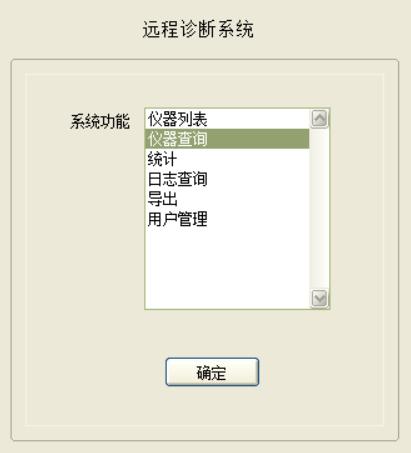 远程诊断系统
系统功能
仪器列表
仪器查询
统计
日志查询
导出
用户管理
确定